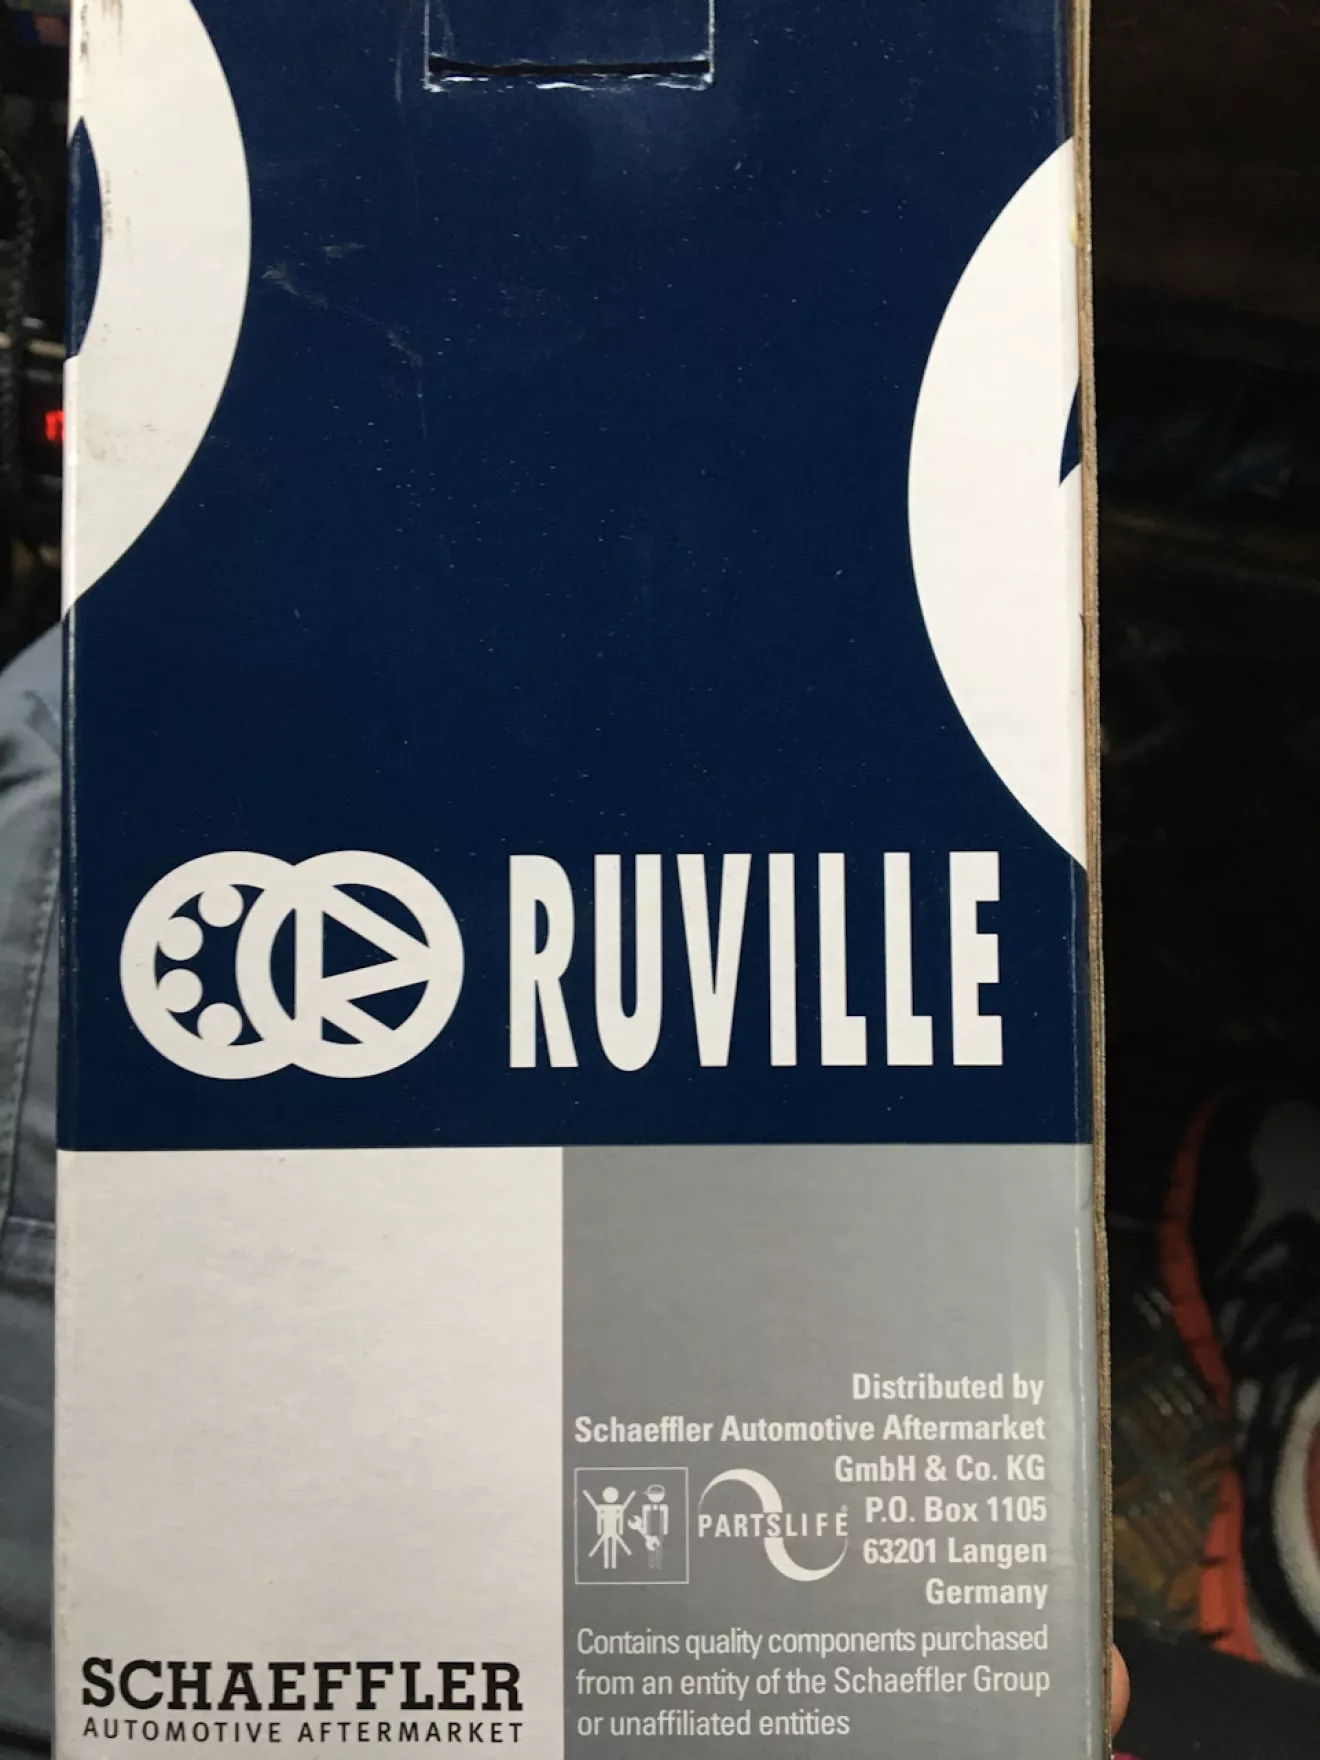 RUVILLE
Distributed by
Schaeffler Automotive Aftermarket
GmbH & Co. KG
P.O. Box 1105
63201 Langen
Germany
PARTSLIFE®
Contains quality components purchased
from an entity of the Schaeffler Group
or unaffiliated entities
SCHAEFFLER
AUTOMOTIVE AFTERMARKET